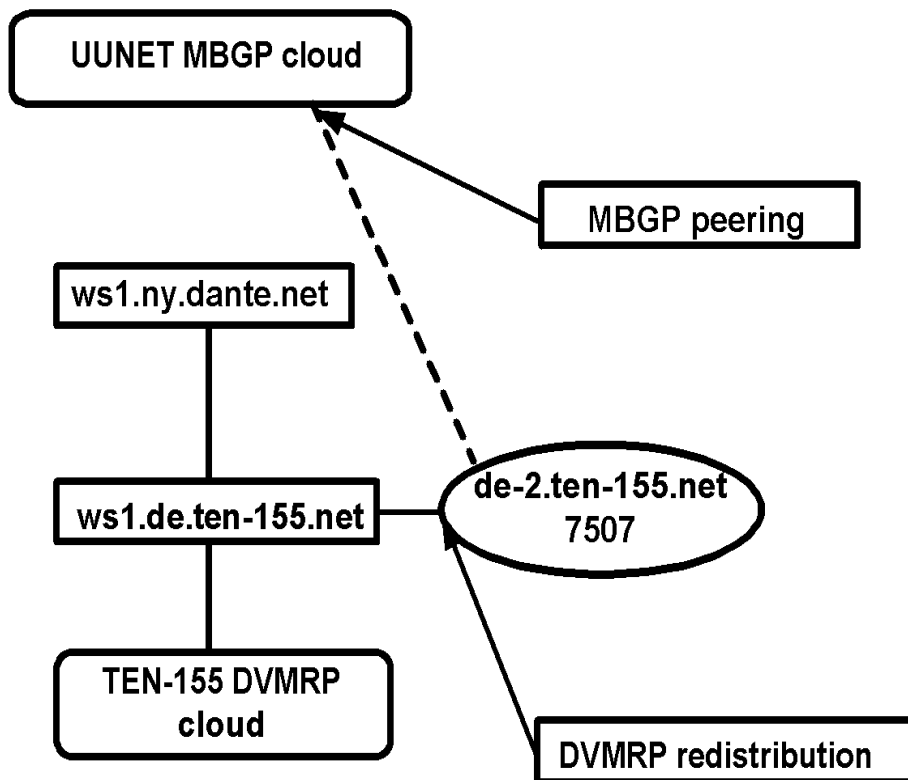 UUNET MBGP cloud
MBGP peering
ws1.ny.dante.net
ws1.de.ten-155.net
de-2.ten-155.net
7507
TEN-155 DVMRP
cloud
DVMRP redistribution